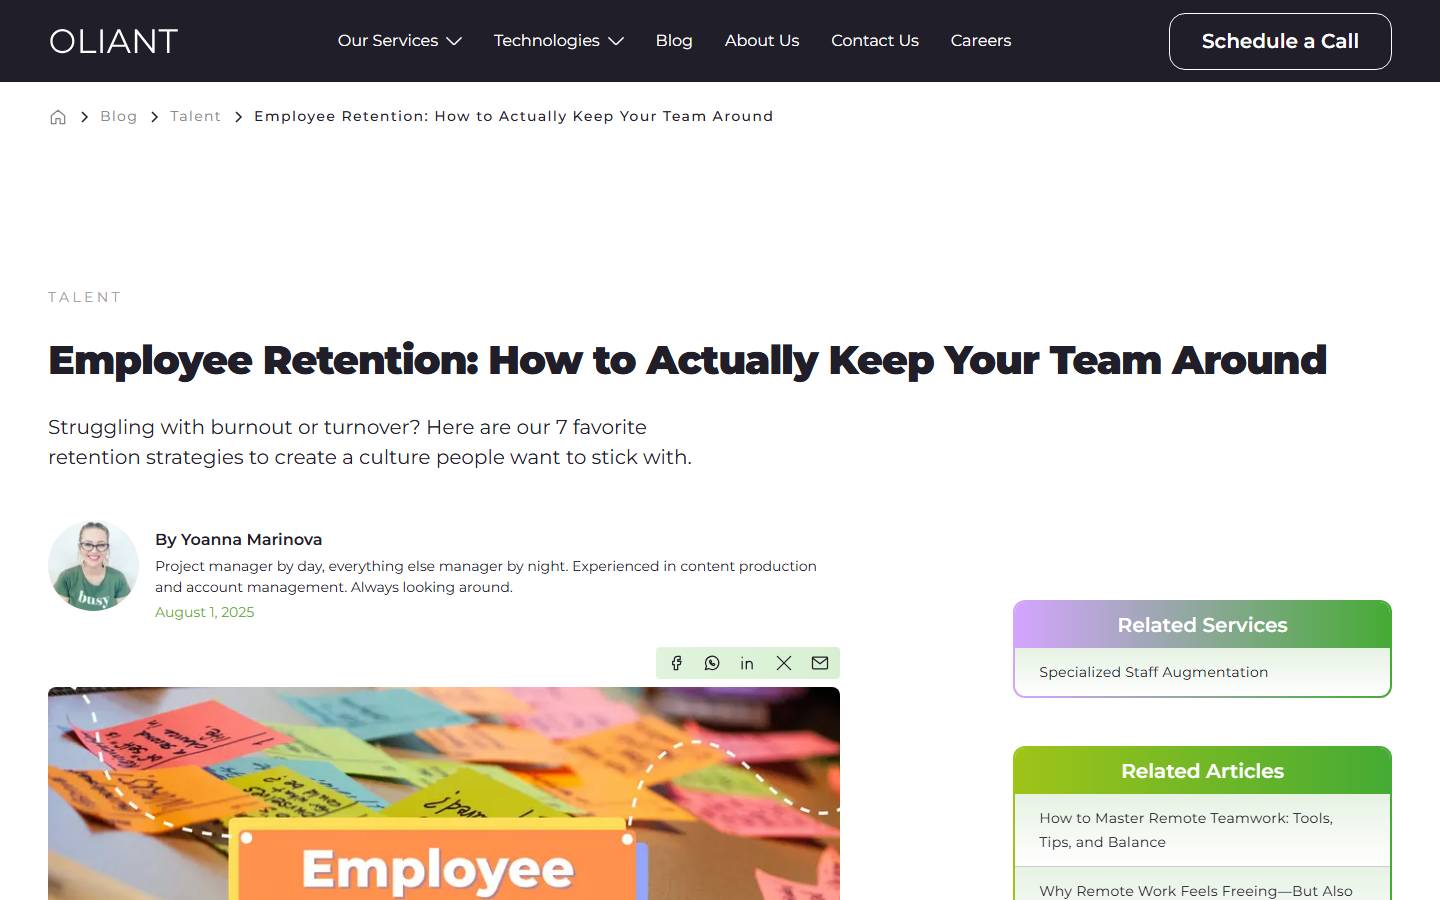 OLIANT
Our Services
Technologies
Blog
About Us
Contact Us
Careers
Schedule a Call
Blog
Talent
Employee Retention: How to Actually Keep Your Team Around
TALENT
Employee Retention: How to Actually Keep Your Team Around
Struggling with burnout or turnover? Here are our 7 favorite
retention strategies to create a culture people want to stick with.
busy
By Yoanna Marinova
Project manager by day, everything else manager by night. Experienced in content production
and account management. Always looking around.
August 1, 2025
Employee
Related Services
Specialized Staff Augmentation
Related Articles
How to Master Remote Teamwork: Tools,
Tips, and Balance
Why Remote Work Feels Freeing—But Also